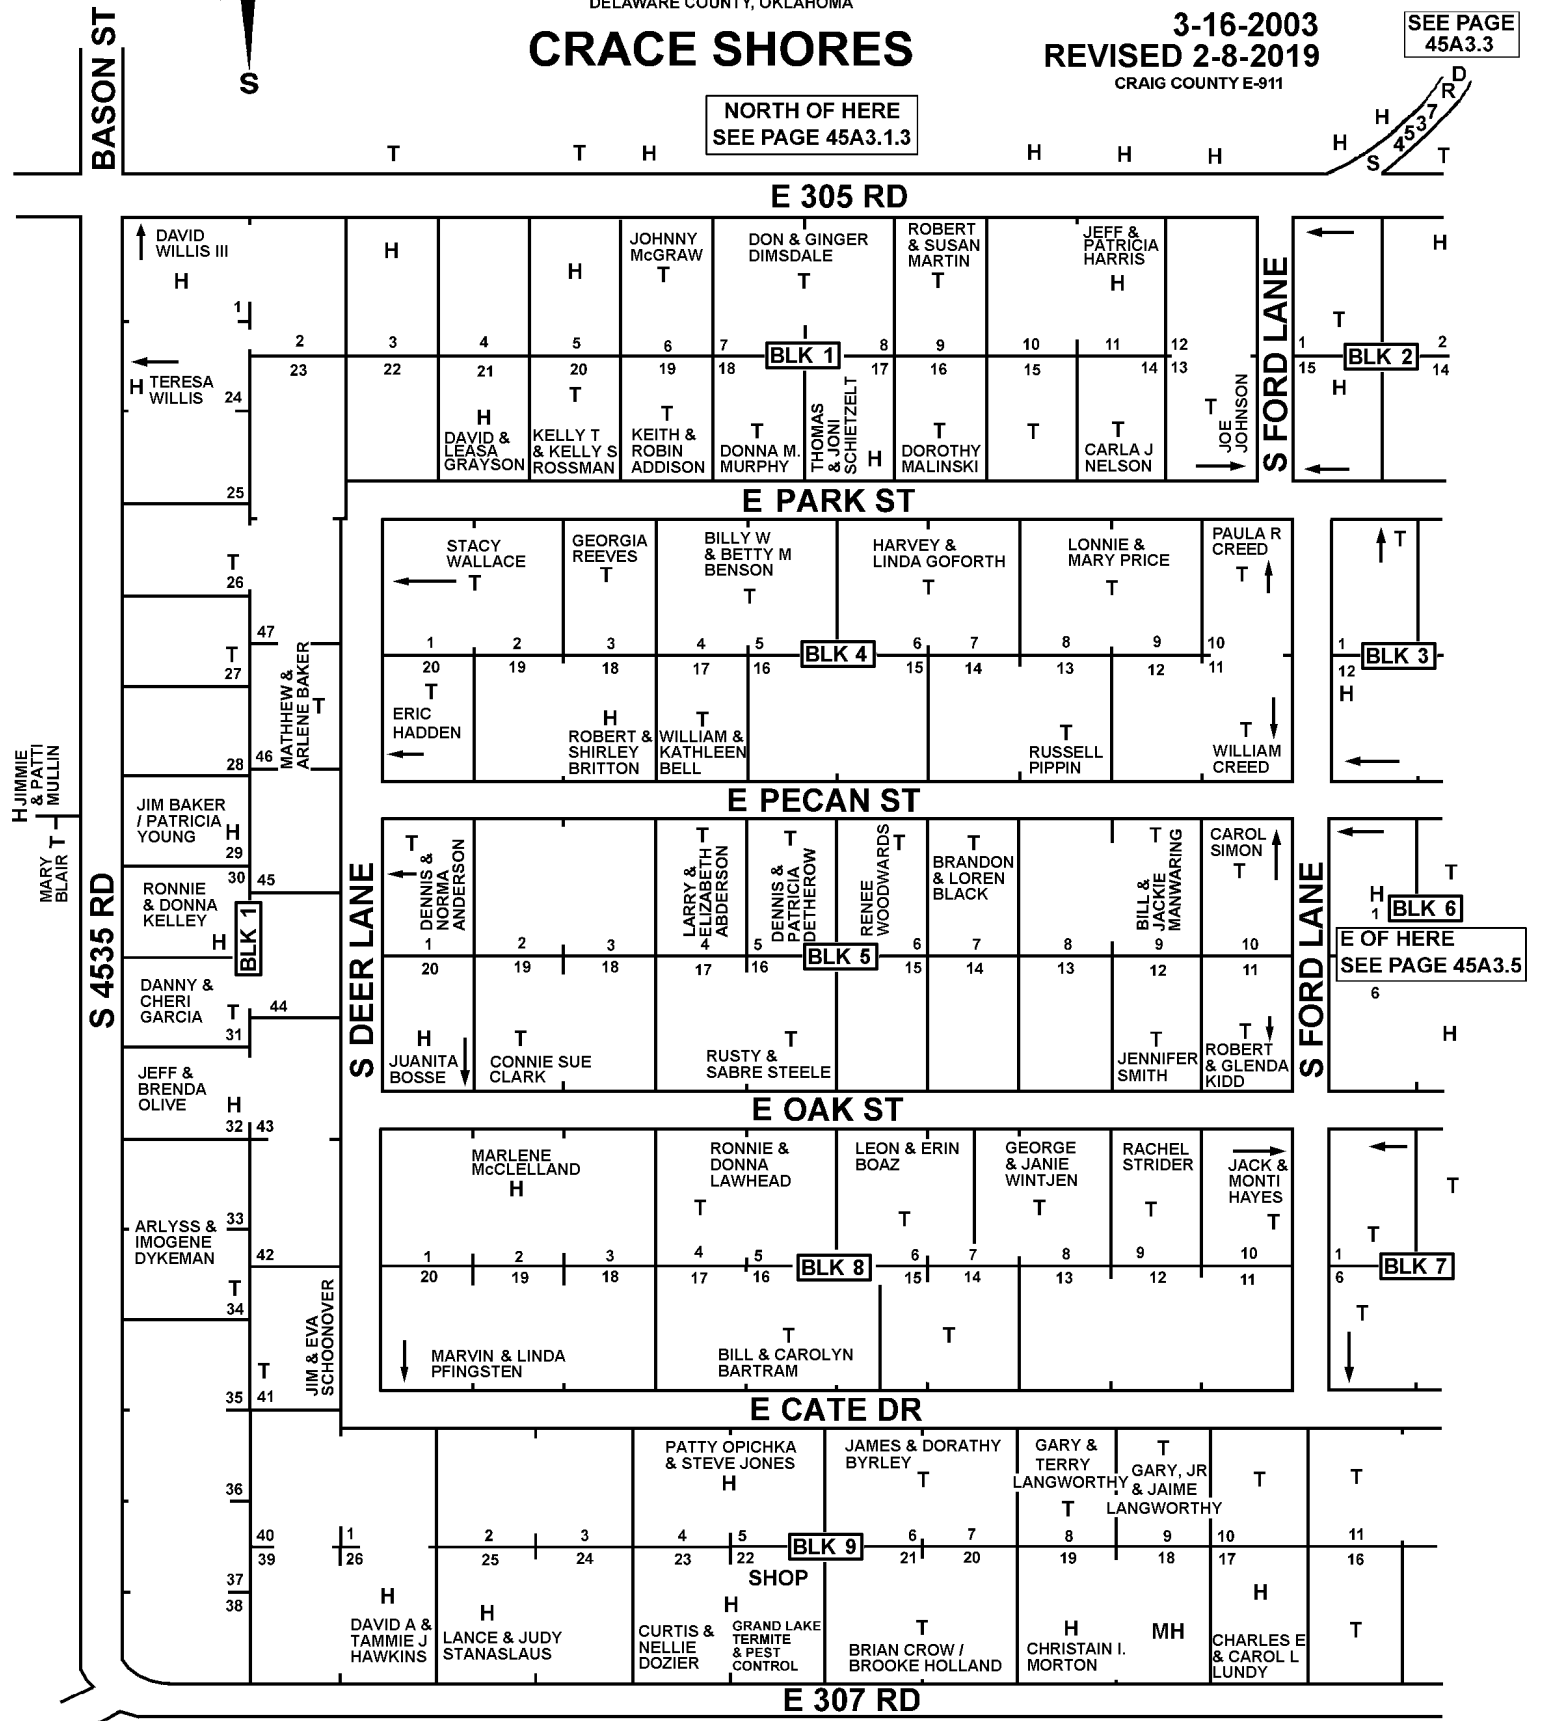 DELAWARE COUNTY, OKLAHOMA
CRACE SHORES
3-16-2003
REVISED 2-8-2019
CRAIG COUNTY E-911
SEE PAGE
45A3.3
S
BASON ST
NORTH OF HERE
SEE PAGE 45A3.1.3
T
T
H
H
H
H
H
H
T
S 4537 RD
E 305 RD
DAVID
WILLIS III
H
1
2
23
H
3
22
4
21
H
5
20
JOHNNY
McGRAW
T
6
19
DON & GINGER
DIMSDALE
T
7
18
BLK 1
8
17
ROBERT
& SUSAN
MARTIN
T
9
16
10
15
JEFF &
PATRICIA
HARRIS
H
11
14
12
13
S FORD LANE
T
1
15
BLK 2
H
2
14
H
H
TERESA
WILLIS
24
25
H
DAVID &
LEASA
GRAYSON
T
KELLY T
& KELLY S
ROSSMAN
T
KEITH &
ROBIN
ADDISON
T
DONNA M.
MURPHY
THOMAS
& JONI
SCHIETZELT
H
T
DOROTHY
MALINSKI
T
T
CARLA J
NELSON
T
JOE
JOHNSON
E PARK ST
T
26
T
27
28
47
46
MATHHEW &
ARLENE BAKER
T
STACY
WALLACE
T
GEORGIA
REEVES
T
BILLY W
& BETTY M
BENSON
T
HARVEY &
LINDA GOFORTH
T
LONNIE &
MARY PRICE
T
PAULA R
CREED
T
T
1
20
2
19
3
18
4
17
5
16
BLK 4
6
15
7
14
8
13
9
12
10
11
1
12
BLK 3
H
T
ERIC
HADDEN
H
ROBERT &
SHIRLEY
BRITTON
T
WILLIAM &
KATHLEEN
BELL
T
RUSSELL
PIPPIN
T
WILLIAM
CREED
E PECAN ST
H JIMMIE
& PATTI
MULLIN
MARY
BLAIR T
S 4535 RD
JIM BAKER
/ PATRICIA
YOUNG
H
29
30
45
RONNIE
& DONNA
KELLEY
H
BLK 1
DANNY &
CHERI
GARCIA
T
31
44
JEFF &
BRENDA
OLIVE
H
32
43
S DEER LANE
T
DENNIS &
NORMA
ANDERSON
T
LARRY &
ELIZABETH
ABDERSON
T
DENNIS &
PATRICIA
DETHEROW
T
RENEE
WOODWARDS
T
BRANDON
& LOREN
BLACK
T
BILL &
JACKIE
MANWARING
CAROL
SIMON
T
1
20
2
19
3
18
4
17
5
16
BLK 5
6
15
7
14
8
13
9
12
10
11
S FORD LANE
T
H
1
BLK 6
E OF HERE
SEE PAGE 45A3.5
6
H
H
JUANITA
BOSSE
T
CONNIE SUE
CLARK
T
RUSTY &
SABRE STEELE
T
JENNIFER
SMITH
T
ROBERT
& GLENDA
KIDD
E OAK ST
ARLYSS &
IMOGENE
DYKEMAN
33
T
34
42
JIM & EVA
SCHOONOVER
T
35
41
MARLENE
McCLELLAND
H
RONNIE &
DONNA
LAWHEAD
T
LEON & ERIN
BOAZ
T
GEORGE
& JANIE
WINTJEN
T
RACHEL
STRIDER
T
JACK &
MONTI
HAYES
T
T
T
1
20
2
19
3
18
4
17
5
16
BLK 8
6
15
7
14
8
13
9
12
10
11
1
6
BLK 7
T
MARVIN & LINDA
PFINGSTEN
T
BILL & CAROLYN
BARTRAM
T
E CATE DR
36
40
39
37
38
PATTY OPICHKA
& STEVE JONES
H
JAMES & DORATHY
BYRLEY
T
GARY &
TERRY
LANGWORTHY
T
T
GARY, JR
& JAIME
LANGWORTHY
T
T
1
26
2
25
3
24
4
23
5
22
BLK 9
6
21
7
20
8
19
9
18
10
17
11
16
H
DAVID A &
TAMMIE J
HAWKINS
H
LANCE & JUDY
STANASLAUS
CURTIS &
NELLIE
DOZIER
SHOP
H
GRAND LAKE
TERMITE
& PEST
CONTROL
T
BRIAN CROW /
BROOKE HOLLAND
H
CHRISTAIN I.
MORTON
MH
H
CHARLES E
& CAROL L
LUNDY
T
E 307 RD